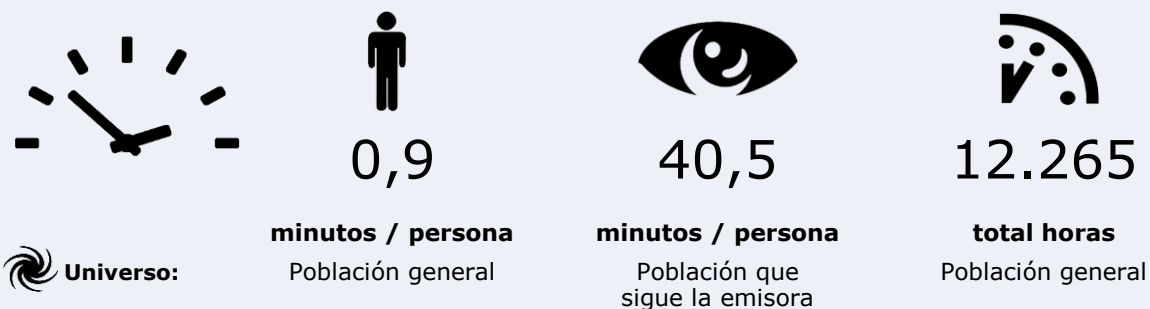 0,9
40,5
12.265
minutos / persona
minutos / persona
total horas
Universo:
Población general
Población que
sigue la emisora
Población general